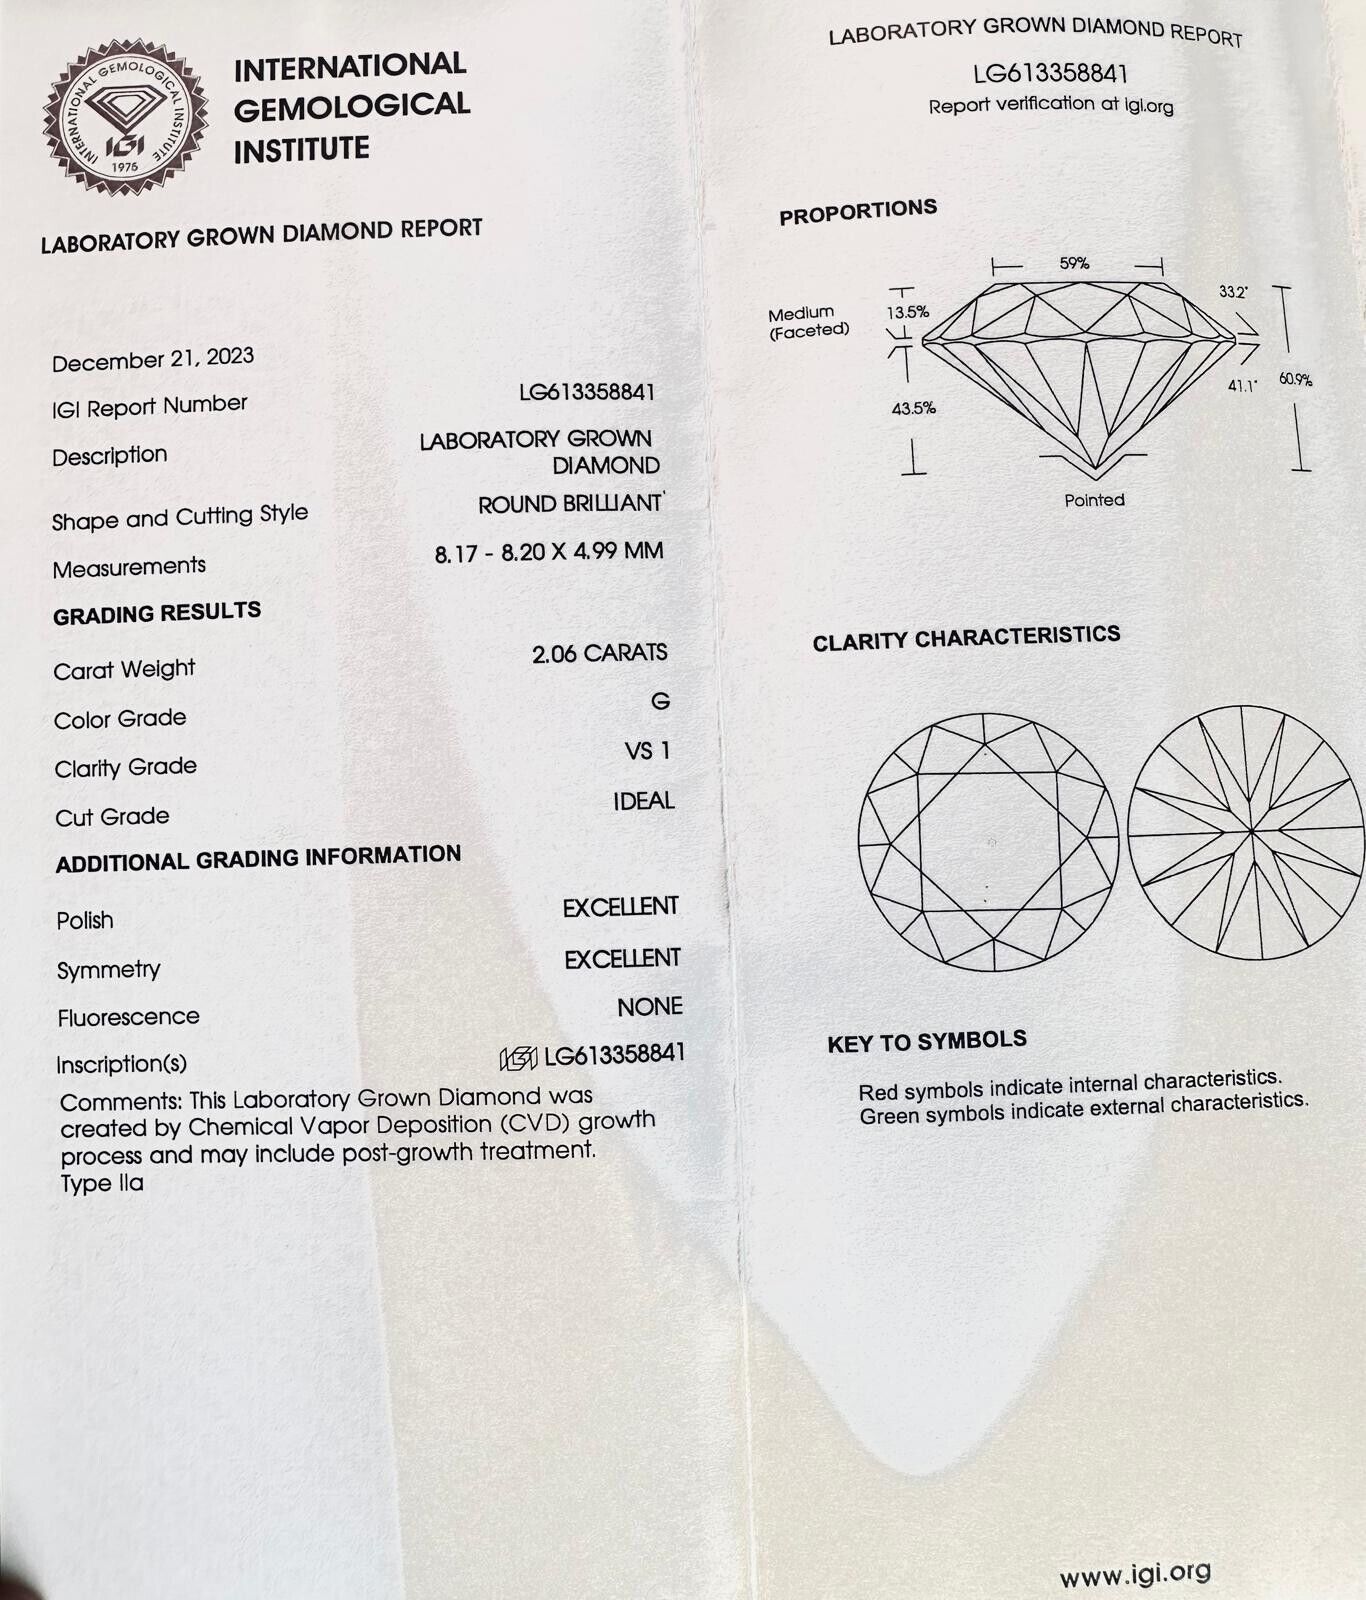 INTERNATIONAL GEMOLOGICAL INSTITUTE
IGI
1975
INTERNATIONAL
GEMOLOGICAL
INSTITUTE
LABORATORY GROWN DIAMOND REPORT
December 21, 2023
IGI Report Number LG613358841
Description LABORATORY GROWN
DIAMOND
Shape and Cutting Style ROUND BRILLIANT
Measurements 8.17 - 8.20 X 4.99 MM
GRADING RESULTS
Carat Weight 2.06 CARATS
Color Grade G
Clarity Grade VS 1
Cut Grade IDEAL
ADDITIONAL GRADING INFORMATION
Polish EXCELLENT
Symmetry EXCELLENT
Fluorescence NONE
Inscription(s) IGI LG613358841
Comments: This Laboratory Grown Diamond was
created by Chemical Vapor Deposition (CVD) growth
process and may include post-growth treatment.
Type IIa
LABORATORY GROWN DIAMOND REPORT
LG613358841
Report verification at igi.org
PROPORTIONS
59%
Medium
(Faceted)
13.5%
33.2°
43.5%
41.1°
60.9%
Pointed
CLARITY CHARACTERISTICS
KEY TO SYMBOLS
Red symbols indicate internal characteristics.
Green symbols indicate external characteristics.
www.igi.org